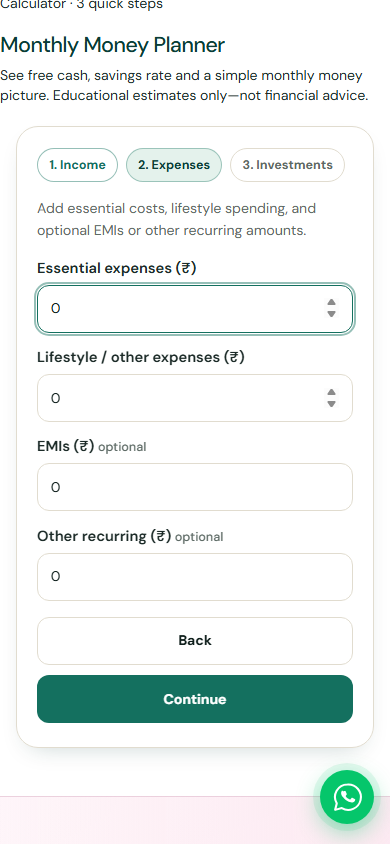 Calculator · 3 quick steps
Monthly Money Planner
See free cash, savings rate and a simple monthly money
picture. Educational estimates only—not financial advice.
1. Income
2. Expenses
3. Investments
Add essential costs, lifestyle spending, and
optional EMIs or other recurring amounts.
Essential expenses (₹)
0
Lifestyle / other expenses (₹)
0
EMIs (₹) optional
0
Other recurring (₹) optional
0
Back
Continue